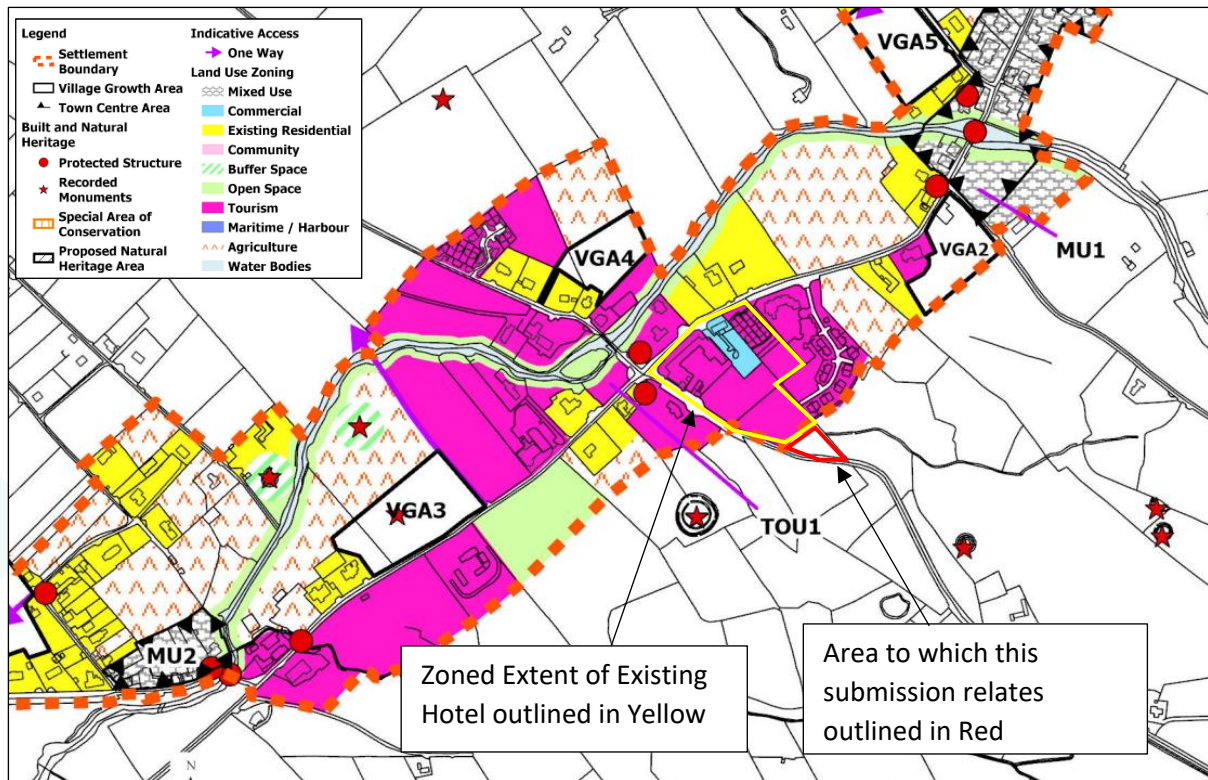 Legend
Settlement
Boundary
Village Growth Area
Town Centre Area
Built and Natural
Heritage
Protected Structure
Recorded
Monuments
Special Area of
Conservation
Proposed Natural
Heritage Area
Indicative Access
One Way
Land Use Zoning
Mixed Use
Commercial
Existing Residential
Community
Buffer Space
Open Space
Tourism
Maritime / Harbour
Agriculture
Water Bodies
VGA5
MU1
VGA2
VGA4
VGA3
TOU1
MU2
Zoned Extent of Existing
Hotel outlined in Yellow
Area to which this
submission relates
outlined in Red
N